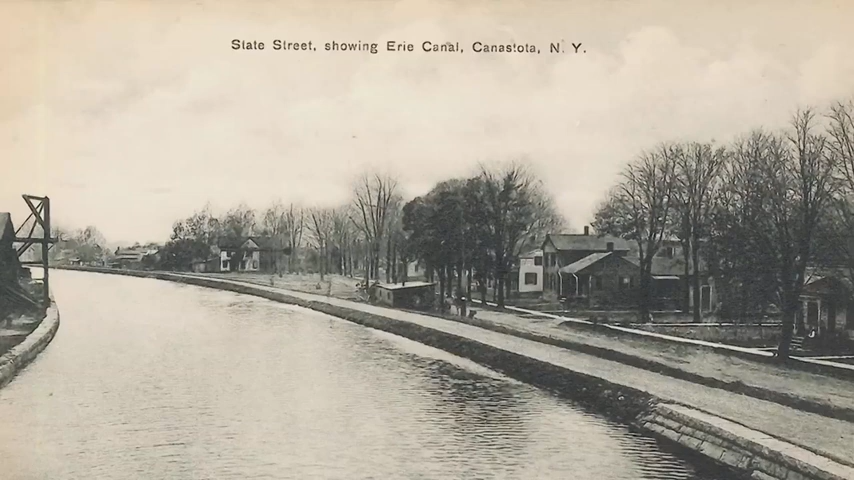 State Street, showing Erie Canal, Canastota, N. Y.